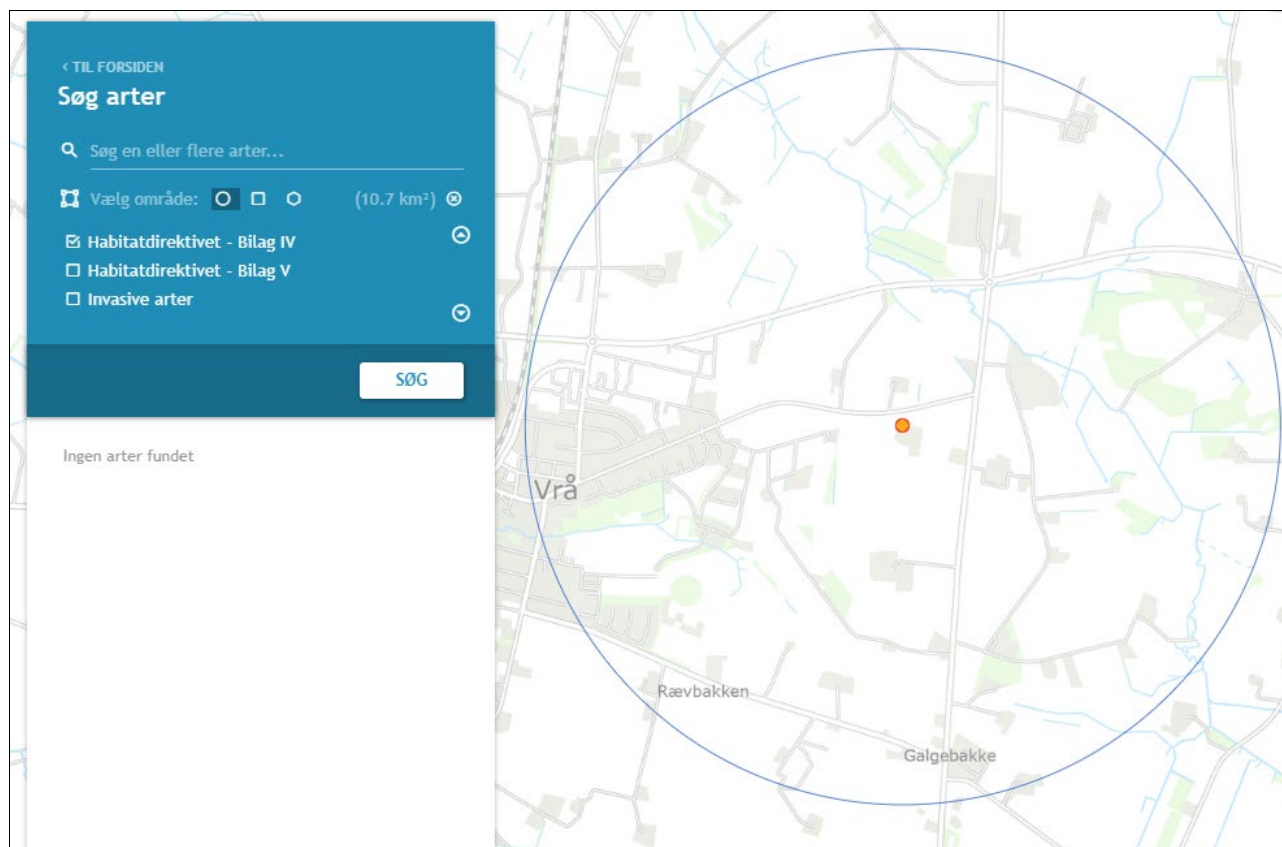 ‹ TIL FORSIDEN
Søg arter
Søg en eller flere arter...
Vælg område: (10.7 km²)
Habitatdirektivet - Bilag IV
Habitatdirektivet - Bilag V
Invasive arter
SØG
Ingen arter fundet
Vrå
Rævbakken
Galgebakke